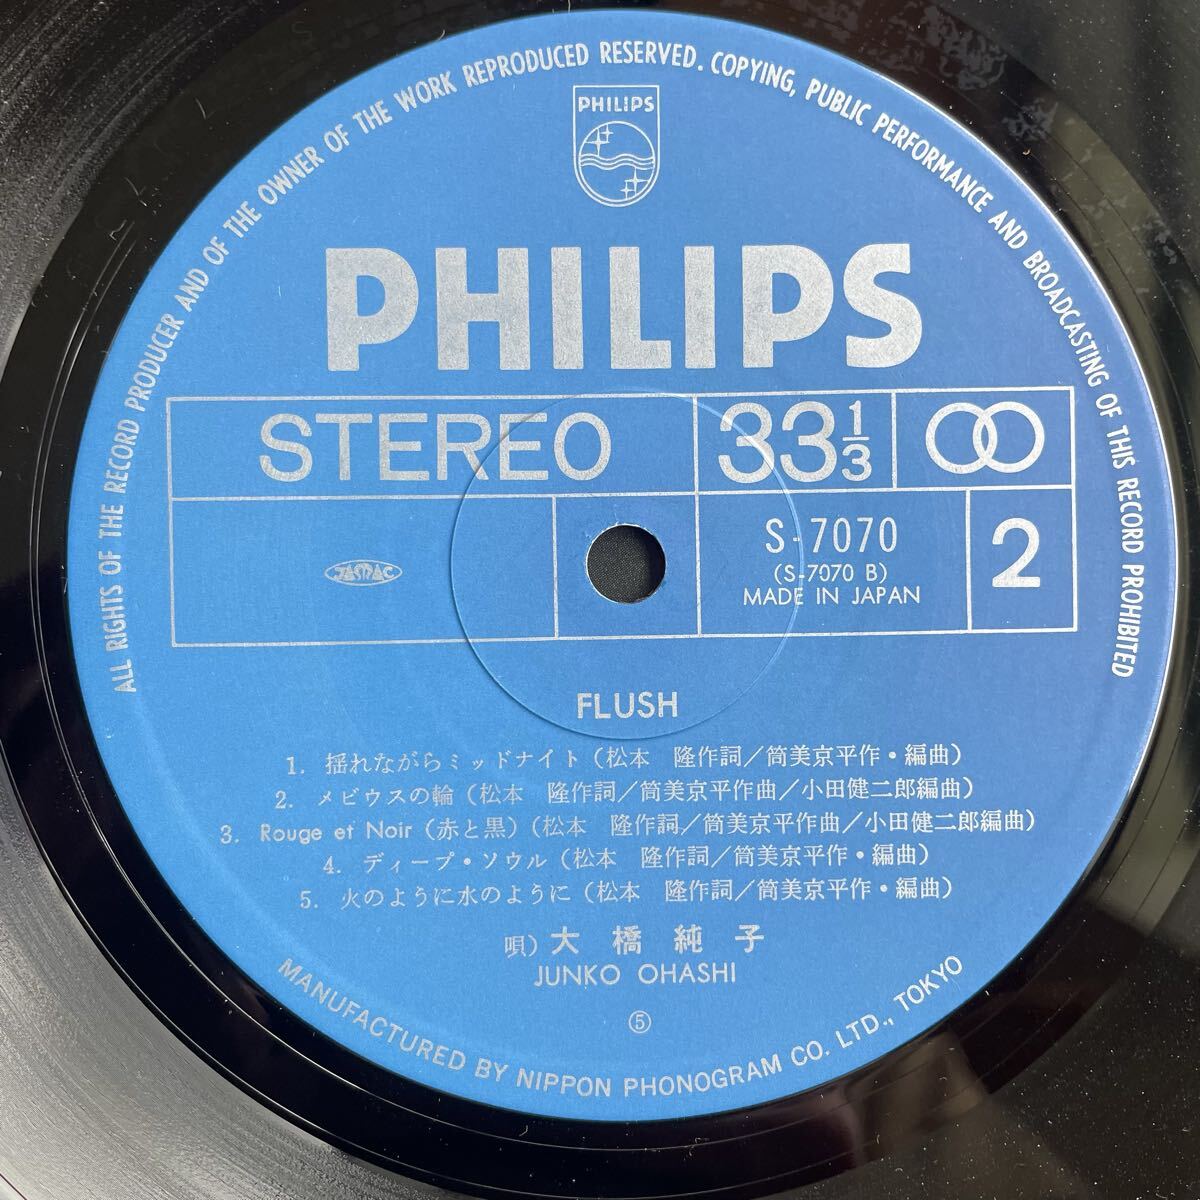 ALL RIGHTS OF THE RECORD PRODUCER AND OF THE OWNER OF THE WORK REPRODUCED RESERVED. COPYING, PUBLIC PERFORMANCE AND BROADCASTING OF THIS RECORD PROHIBITED
PHILIPS
PHILIPS
STEREO 33 1/3
S-7070
(S-7070 B)
MADE IN JAPAN
2
JASRAC
FLUSH
1. 揺れながらミッドナイト(松本 隆作詞/筒美京平作・編曲)
2. メビウスの輪(松本 隆作詞/筒美京平作曲/小田健二郎編曲)
3. Rouge et Noir(赤と黒)(松本 隆作詞/筒美京平作曲/小田健二郎編曲)
4. ディープ・ソウル(松本 隆作詞/筒美京平作・編曲)
5. 火のように水のように(松本 隆作詞/筒美京平作・編曲)
唄)大橋純子
JUNKO OHASHI
⑤
MANUFACTURED BY NIPPON PHONOGRAM CO. LTD., TOKYO